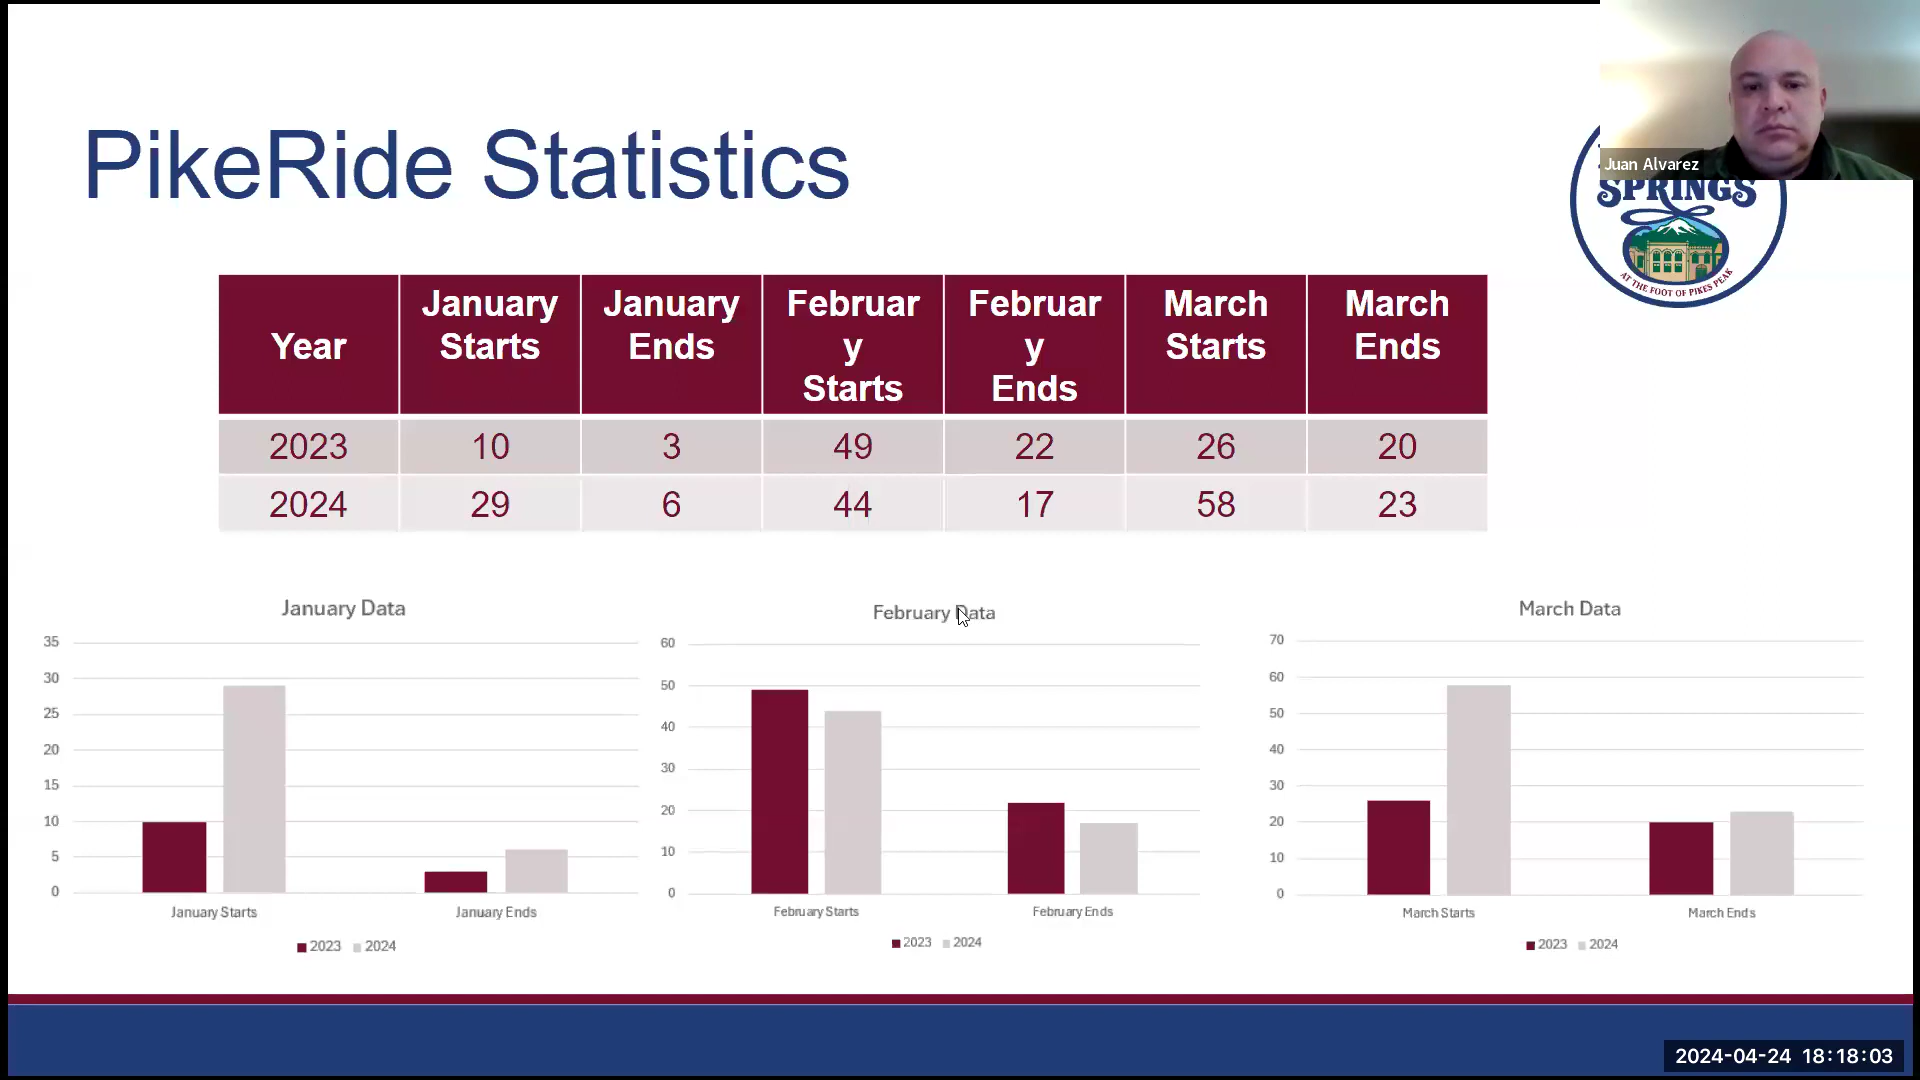 Juan Alvarez
PikeRide Statistics
SPRINGS
AT THE FOOT OF PIKES PEAK
Year January Starts January Ends Februar y Starts Februar y Ends March Starts March Ends
2023 10 3 49 22 26 20
2024 29 6 44 17 58 23
January Data
35
30
25
20
15
10
5
0
January Starts January Ends
2023 2024
February Data
60
50
40
30
20
10
0
February Starts February Ends
2023 2024
March Data
70
60
50
40
30
20
10
0
March Starts March Ends
2023 2024
2024-04-24 18:18:03